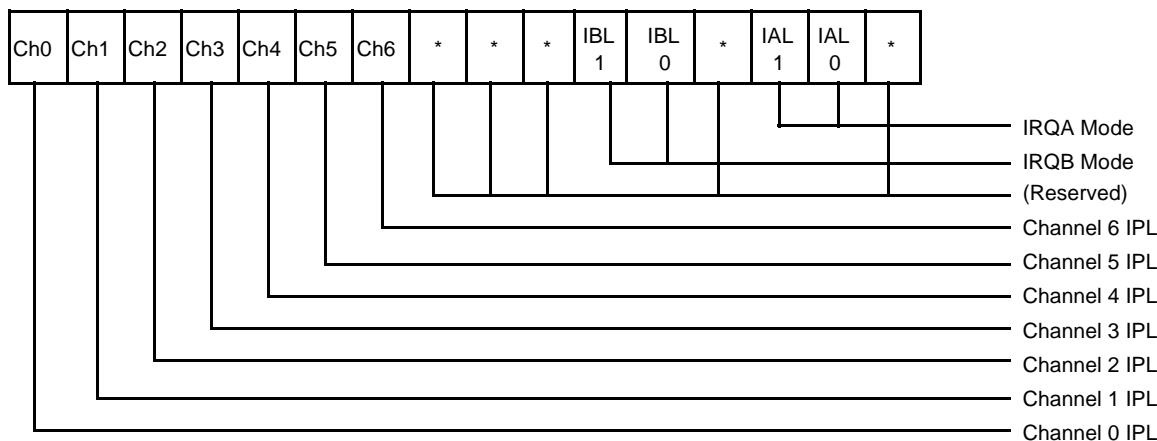 Ch0 Ch1 Ch2 Ch3 Ch4 Ch5 Ch6 * * * IBL 1 IBL 0 * IAL 1 IAL 0 *
IRQA Mode
IRQB Mode
(Reserved)
Channel 6 IPL
Channel 5 IPL
Channel 4 IPL
Channel 3 IPL
Channel 2 IPL
Channel 1 IPL
Channel 0 IPL